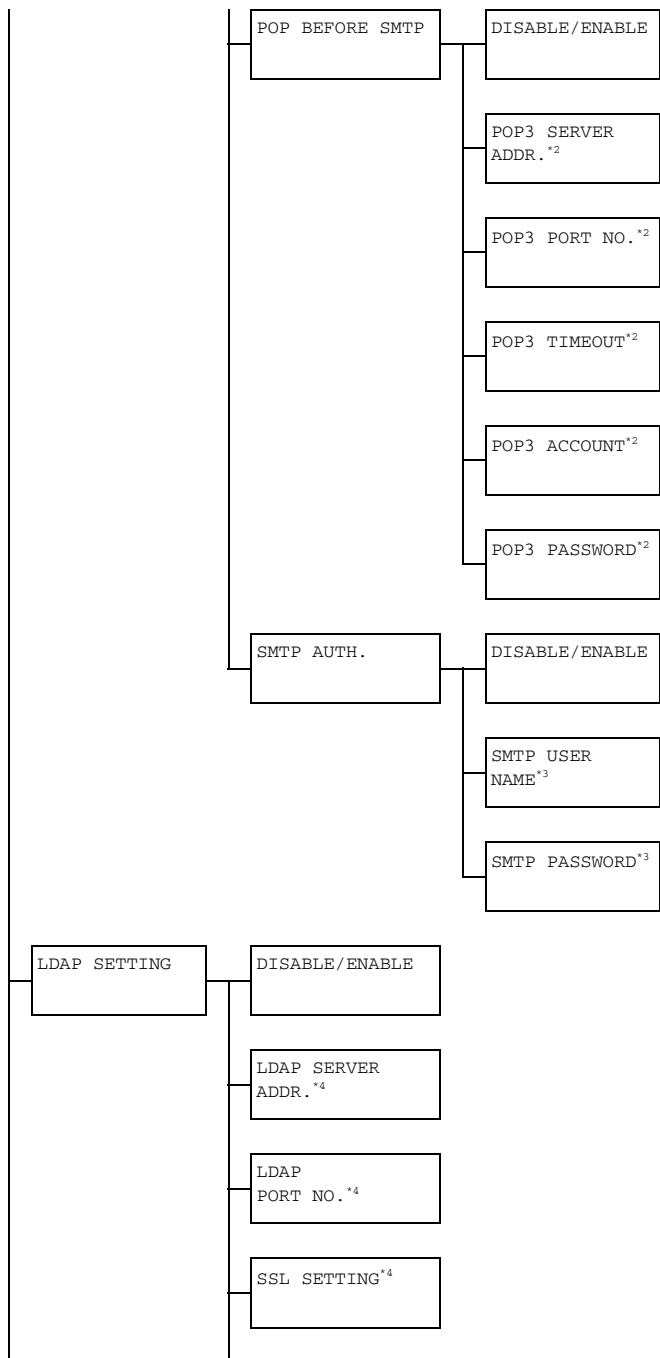 POP BEFORE SMTP
DISABLE/ENABLE
POP3 SERVER
ADDR.*2
POP3 PORT NO.*2
POP3 TIMEOUT*2
POP3 ACCOUNT*2
POP3 PASSWORD*2
SMTP AUTH.
DISABLE/ENABLE
SMTP USER
NAME*3
SMTP PASSWORD*3
LDAP SETTING
DISABLE/ENABLE
LDAP SERVER
ADDR.*4
LDAP
PORT NO.*4
SSL SETTING*4